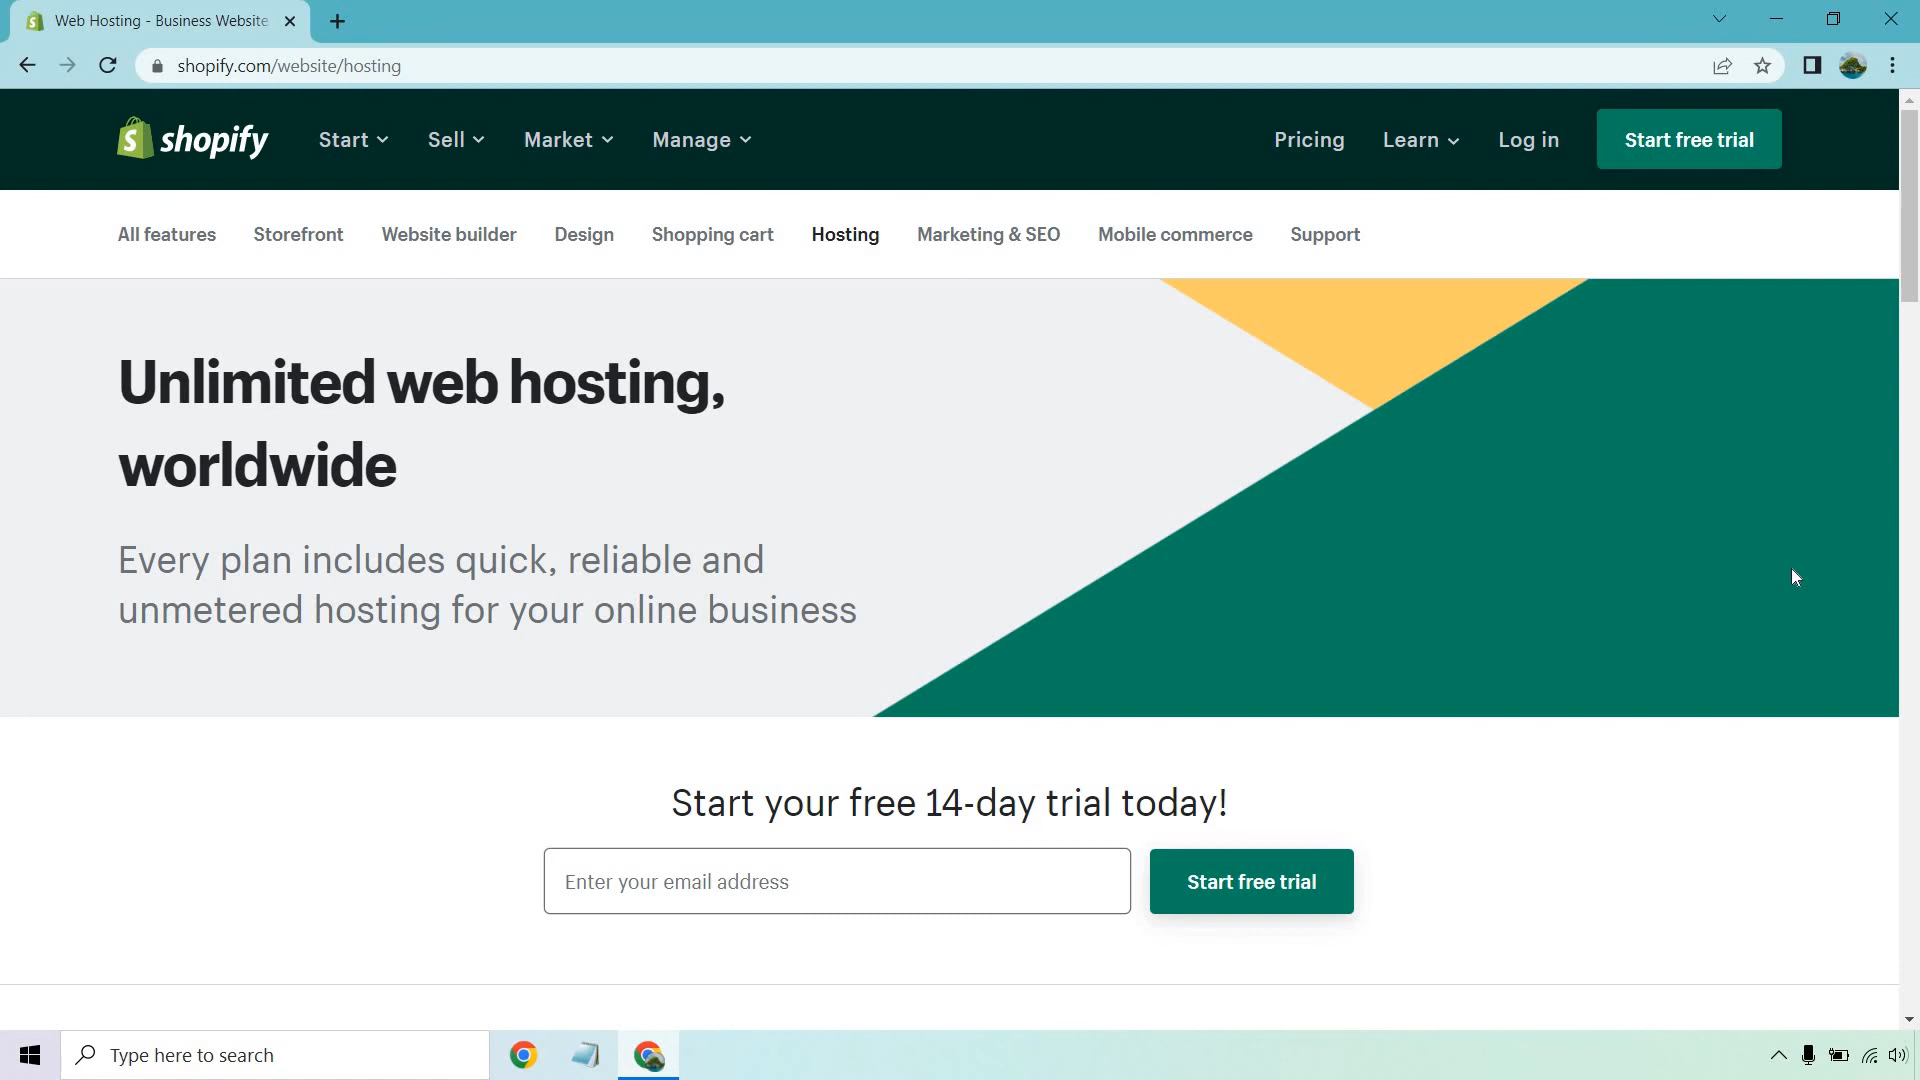 Web Hosting - Business Website
shopify.com/website/hosting
shopify
Start
Sell
Market
Manage
Pricing
Learn
Log in
Start free trial
All features
Storefront
Website builder
Design
Shopping cart
Hosting
Marketing & SEO
Mobile commerce
Support
Unlimited web hosting,
worldwide
Every plan includes quick, reliable and
unmetered hosting for your online business
Start your free 14-day trial today!
Enter your email address
Start free trial
Type here to search